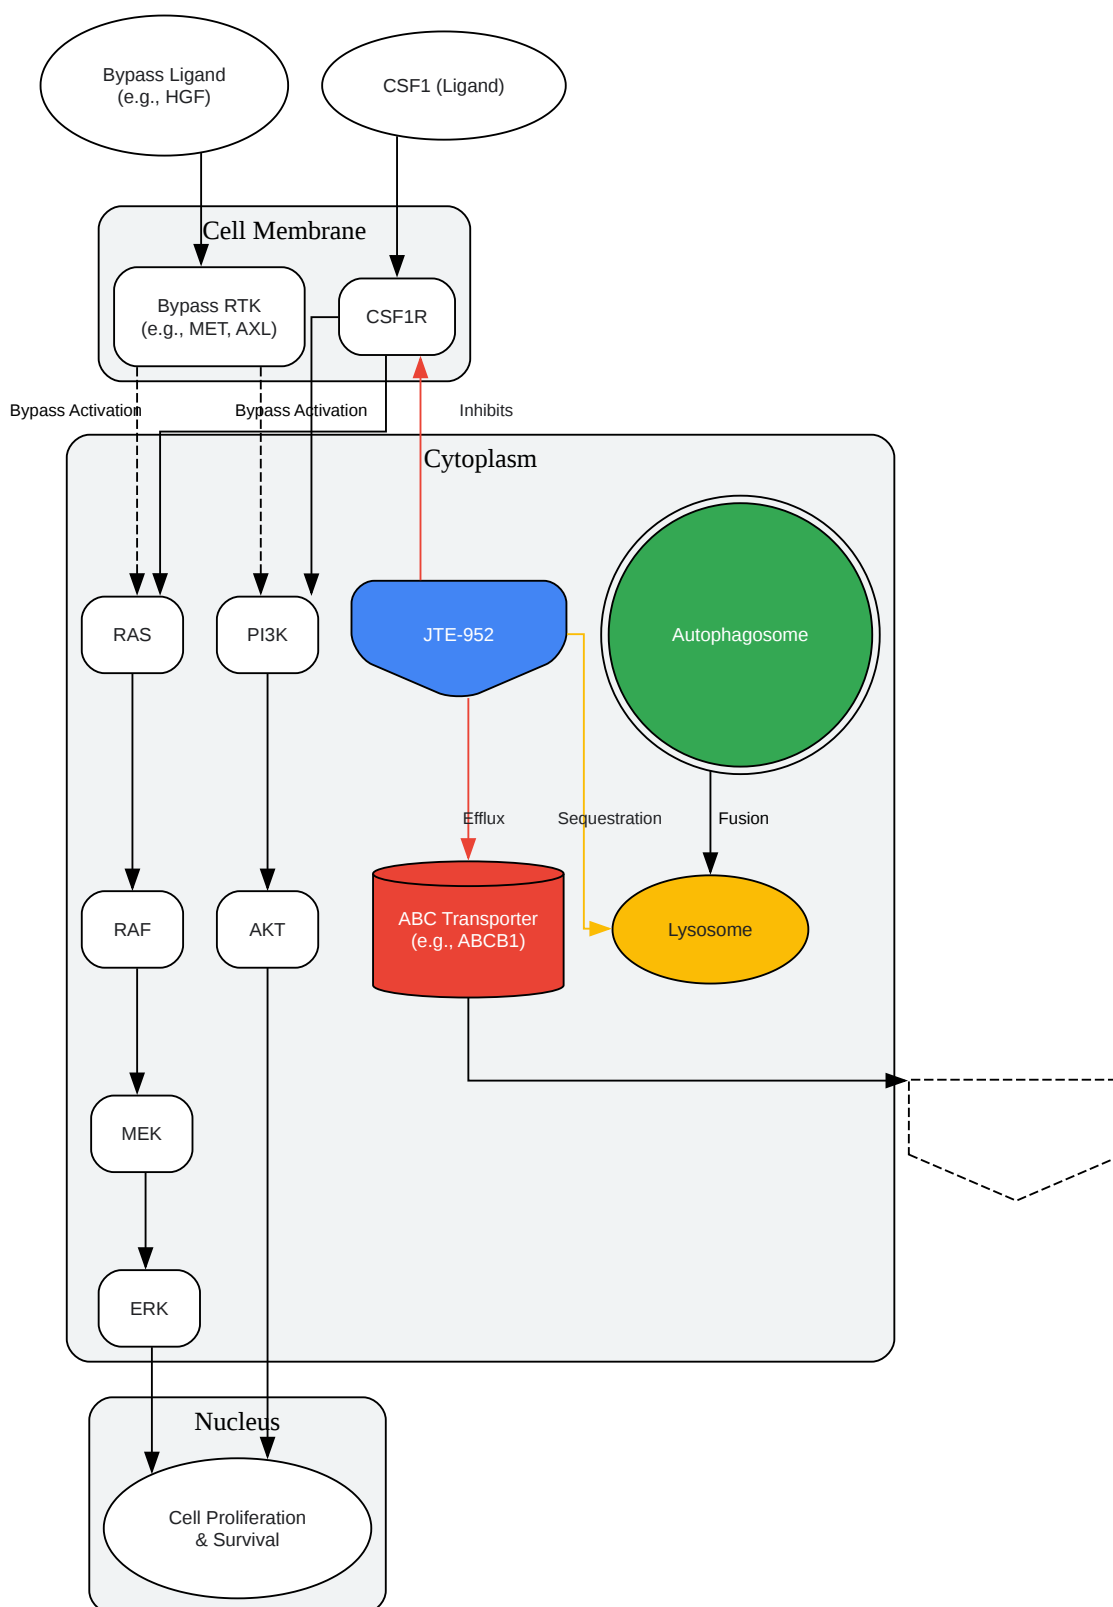 Bypass Ligand
(e.g., HGF)
CSF1 (Ligand)
Cell Membrane
Bypass RTK
(e.g., MET, AXL)
CSF1R
Bypass Activation
Bypass Activation
Inhibits
Cytoplasm
RAS
PI3K
JTE-952
Autophagosome
Efflux
Sequestration
Fusion
RAF
AKT
ABC Transporter
(e.g., ABCB1)
Lysosome
MEK
ERK
Nucleus
Cell Proliferation
& Survival